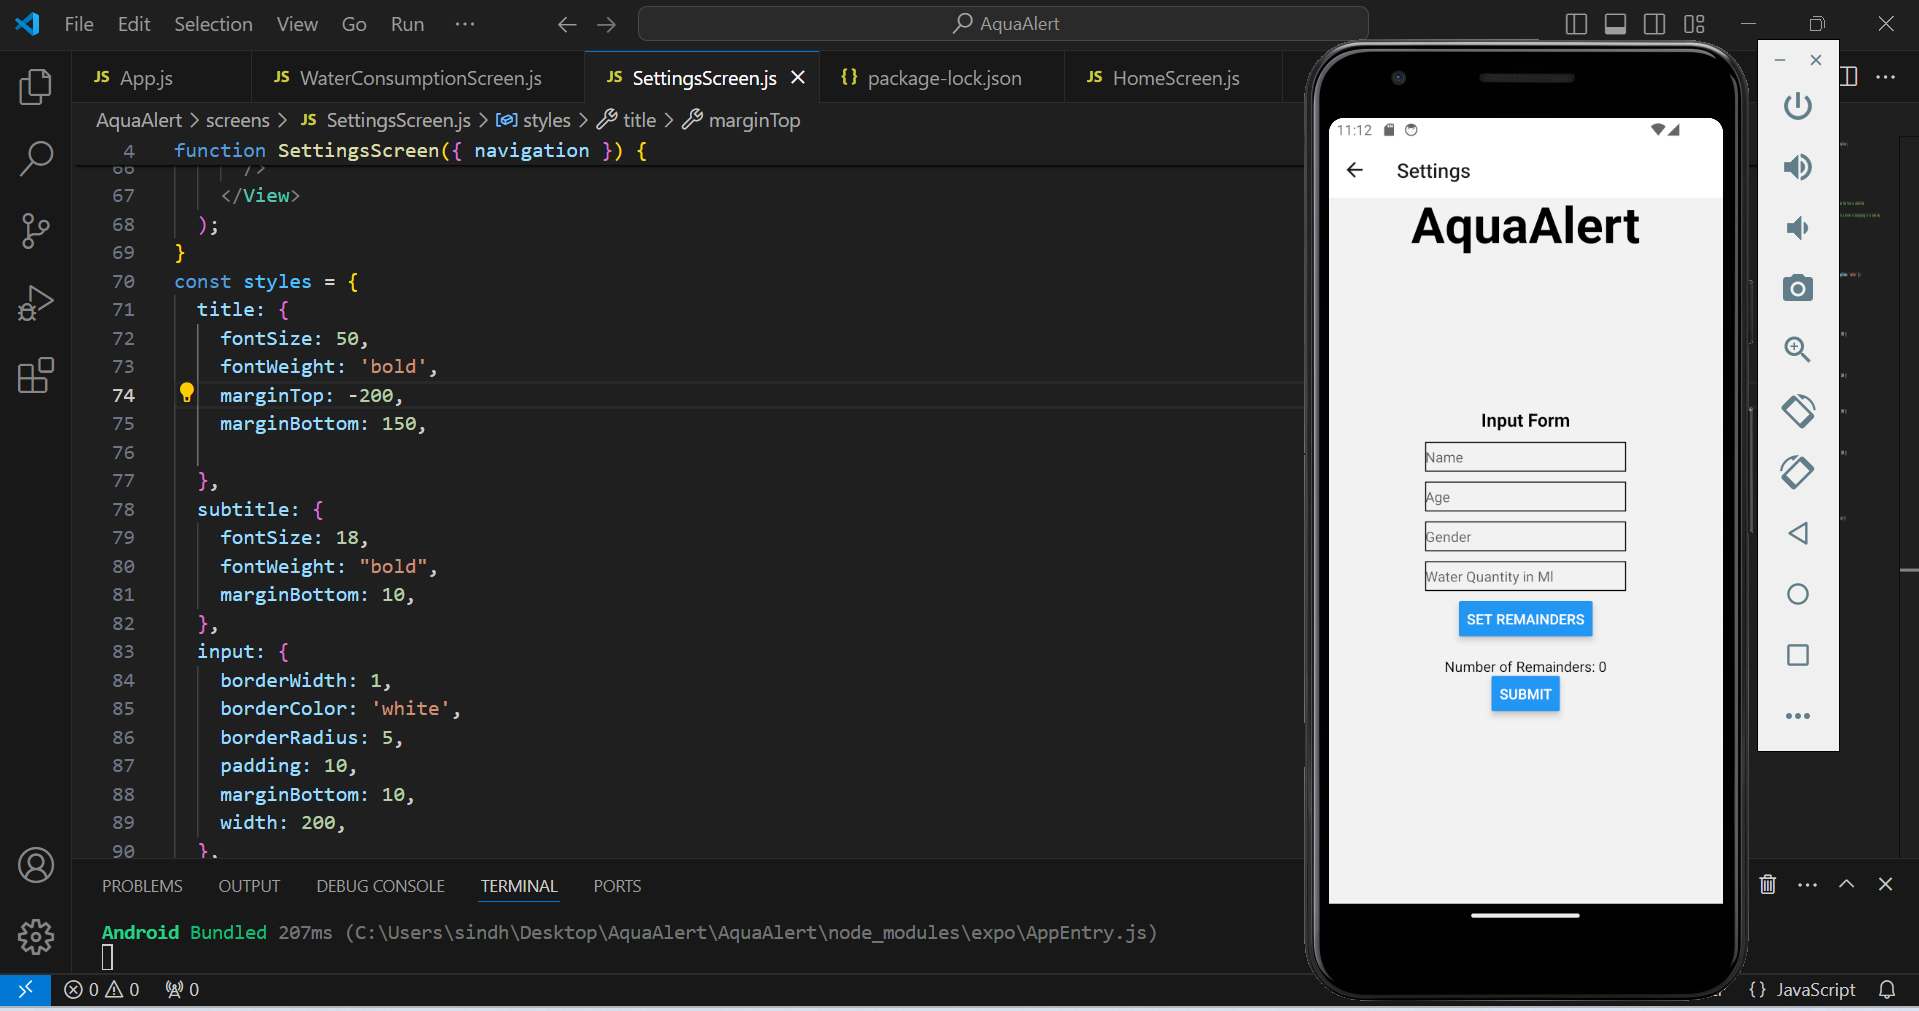 File Edit Selection View Go Run ···
AquaAlert
JS App.js
JS WaterConsumptionScreen.js
JS SettingsScreen.js
{} package-lock.json
JS HomeScreen.js
AquaAlert > screens > JS SettingsScreen.js > styles > title > marginTop
4 function SettingsScreen({ navigation }) {
66 />
67 </View>
68 );
69 }
70 const styles = {
71 title: {
72 fontSize: 50,
73 fontWeight: 'bold',
74 marginTop: -200,
75 marginBottom: 150,
76
77 },
78 subtitle: {
79 fontSize: 18,
80 fontWeight: "bold",
81 marginBottom: 10,
82 },
83 input: {
84 borderWidth: 1,
85 borderColor: 'white',
86 borderRadius: 5,
87 padding: 10,
88 marginBottom: 10,
89 width: 200,
90 },
PROBLEMS OUTPUT DEBUG CONSOLE TERMINAL PORTS
Android Bundled 207ms (C:\Users\sindh\Desktop\AquaAlert\AquaAlert\node_modules\expo\AppEntry.js)
0 0 0
{} JavaScript
11:12
Settings
AquaAlert
Input Form
Name
Age
Gender
Water Quantity in Ml
SET REMAINDERS
Number of Remainders: 0
SUBMIT